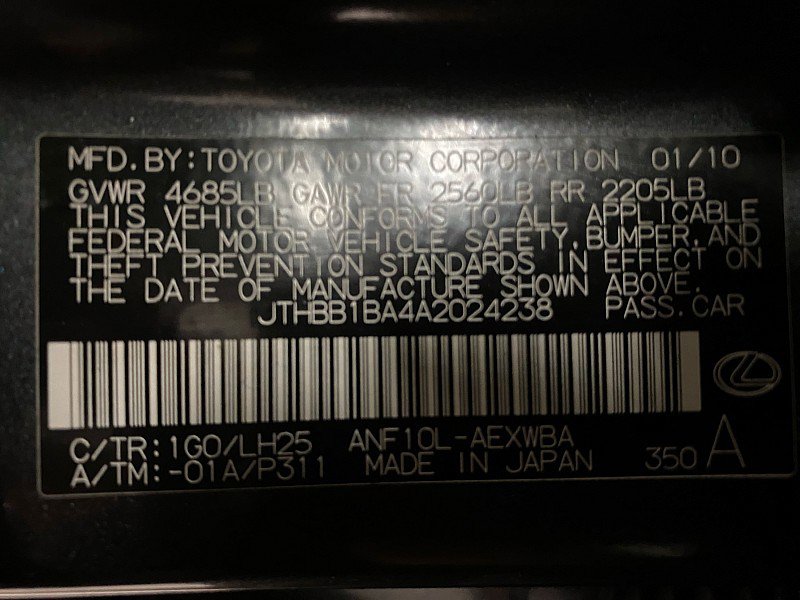 MFD. BY: TOYOTA MOTOR CORPORATION 01/10
GVWR 4685LB GAWR FR 2560LB RR 2205LB
THIS VEHICLE CONFORMS TO ALL APPLICABLE
FEDERAL MOTOR VEHICLE SAFETY, BUMPER, AND
THEFT PREVENTION STANDARDS IN EFFECT ON
THE DATE OF MANUFACTURE SHOWN ABOVE.
JTHBB1BA4A2024238 PASS. CAR
C/TR: 1G0/LH25 ANF10L-AEXWBA
A/TM: -01A/P311 MADE IN JAPAN 350 A